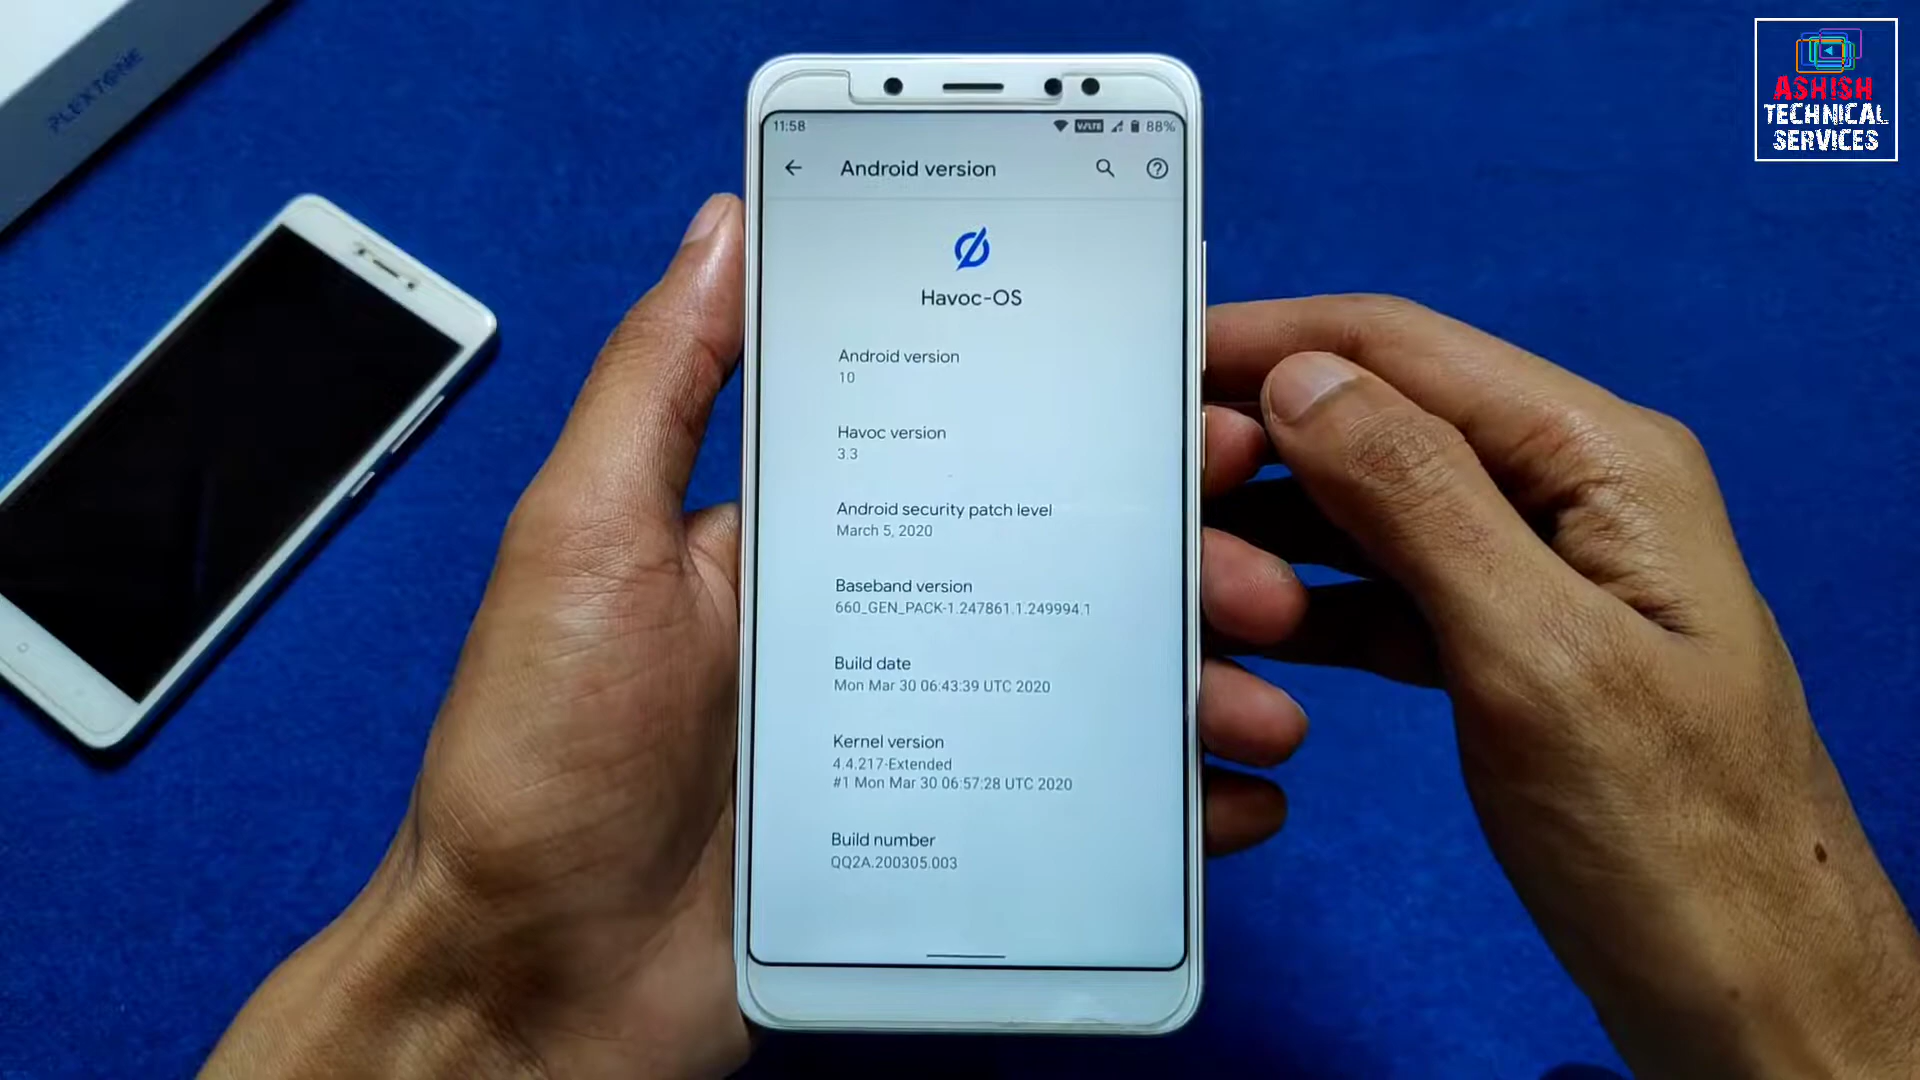 PLEXTONE
ASHISH
TECHNICAL
SERVICES
11:58
VoLTE
88%
Android version
Havoc-OS
Android version
10
Havoc version
3.3
Android security patch level
March 5, 2020
Baseband version
660_GEN_PACK-1.247861.1.249994.1
Build date
Mon Mar 30 06:43:39 UTC 2020
Kernel version
4.4.217-Extended
#1 Mon Mar 30 06:57:28 UTC 2020
Build number
QQ2A.200305.003